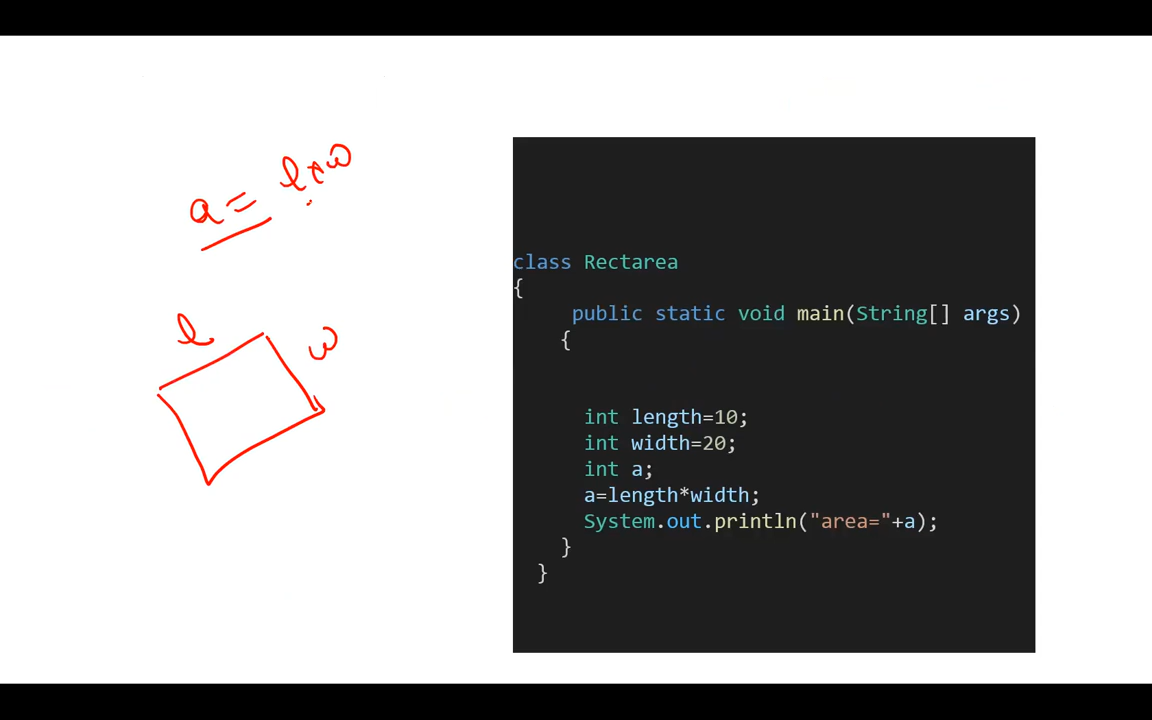 a = l*w
l
w
class Rectarea
{
public static void main(String[] args)
{
int length=10;
int width=20;
int a;
a=length*width;
System.out.println("area="+a);
}
}